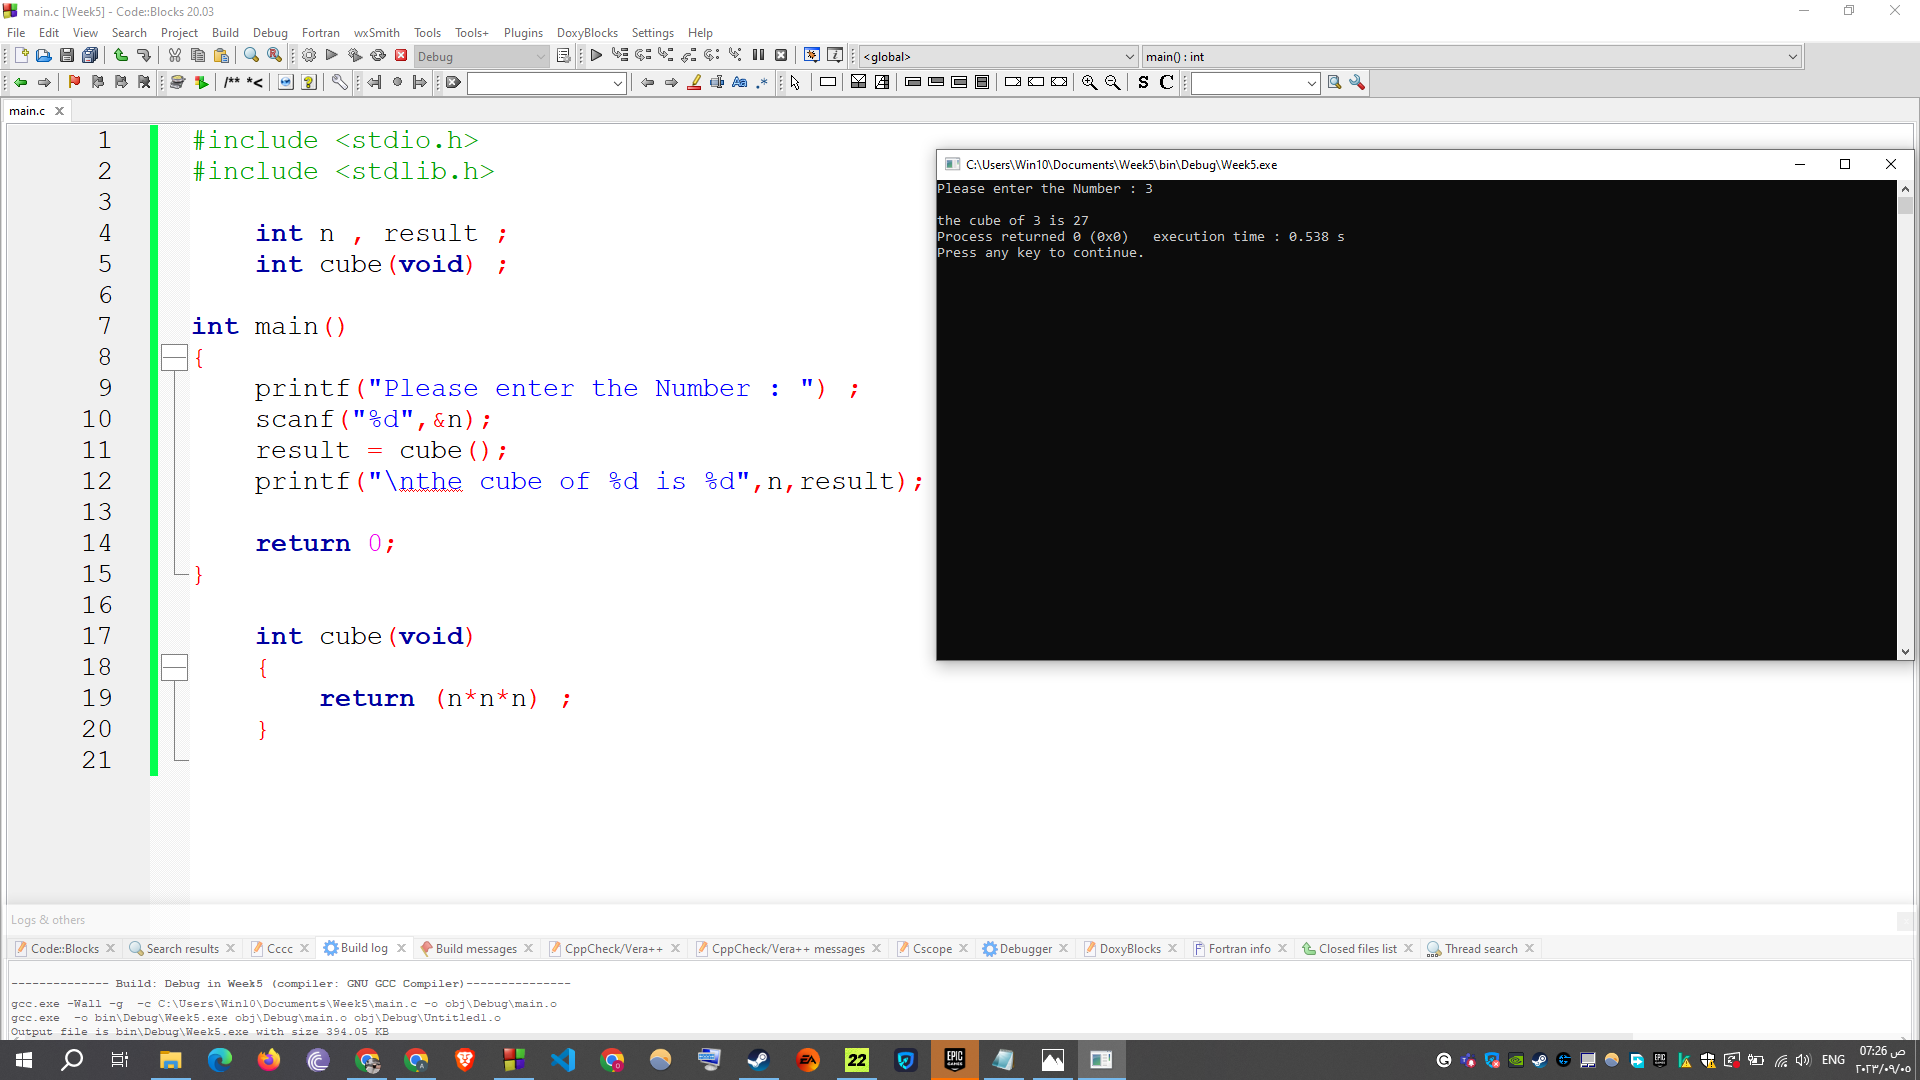 main.c [Week5] - Code::Blocks 20.03
File Edit View Search Project Build Debug Fortran wxSmith Tools Tools+ Plugins DoxyBlocks Settings Help
Debug <global> main() : int
/** *< Aa .* S C
main.c
1 #include <stdio.h>
2 #include <stdlib.h>
3
4 int n , result ;
5 int cube(void) ;
6
7 int main()
8 {
9 printf("Please enter the Number : ") ;
10 scanf("%d",&n);
11 result = cube();
12 printf("\nthe cube of %d is %d",n,result);
13
14 return 0;
15 }
16
17 int cube(void)
18 {
19 return (n*n*n) ;
20 }
21
C:\Users\Win10\Documents\Week5\bin\Debug\Week5.exe
Please enter the Number : 3
the cube of 3 is 27
Process returned 0 (0x0)   execution time : 0.538 s
Press any key to continue.
Logs & others
Code::Blocks Search results Cccc Build log Build messages CppCheck/Vera++ CppCheck/Vera++ messages Cscope Debugger DoxyBlocks Fortran info Closed files list Thread search
-------------- Build: Debug in Week5 (compiler: GNU GCC Compiler)---------------
gcc.exe -Wall -g  -c C:\Users\Win10\Documents\Week5\main.c -o obj\Debug\main.o
gcc.exe  -o bin\Debug\Week5.exe obj\Debug\main.o obj\Debug\Untitled1.o
Output file is bin\Debug\Week5.exe with size 394.05 KB
EA 22 EPIC GAMES ENG
07:26 ص
٢٠٢٣/٠٩/٠٥